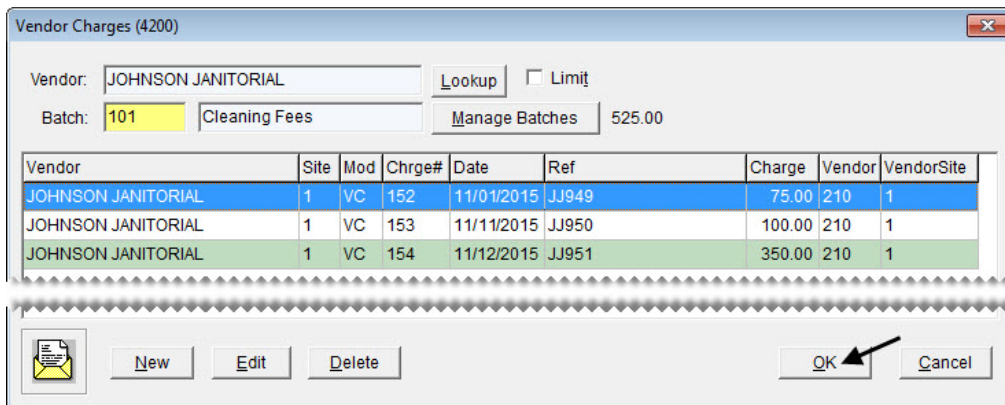 Vendor Charges (4200)
Vendor: JOHNSON JANITORIAL Lookup Limit
Batch: 101 Cleaning Fees Manage Batches 525.00
Vendor Site Mod Chrge# Date Ref Charge Vendor VendorSite
JOHNSON JANITORIAL 1 VC 152 11/01/2015 JJ949 75.00 210 1
JOHNSON JANITORIAL 1 VC 153 11/11/2015 JJ950 100.00 210 1
JOHNSON JANITORIAL 1 VC 154 11/12/2015 JJ951 350.00 210 1
New Edit Delete OK Cancel